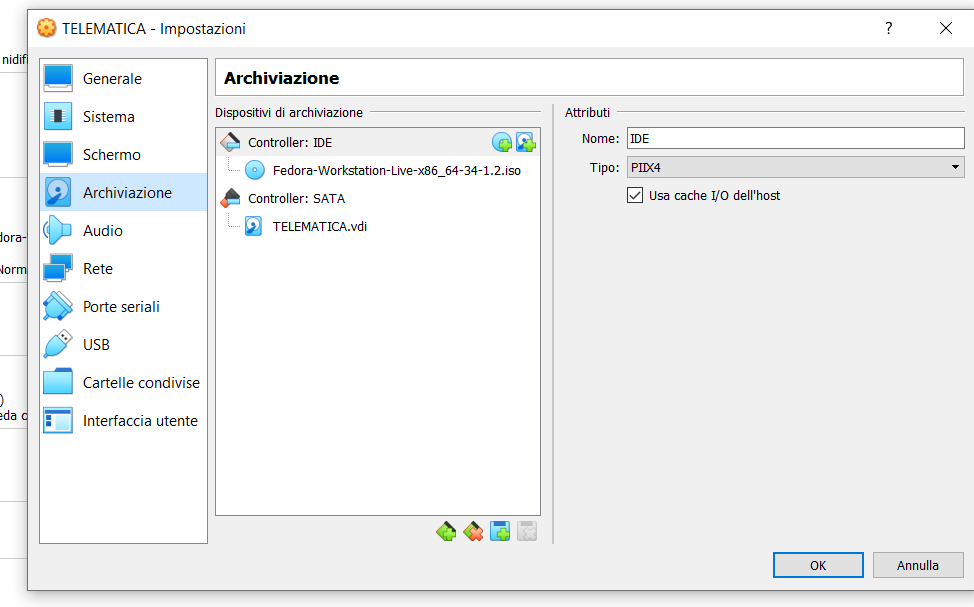 TELEMATICA - Impostazioni
?
nidifi
Generale
Sistema
Schermo
Archiviazione
Audio
Rete
Porte seriali
USB
Cartelle condivise
Interfaccia utente
dora-
Norm
)
eda c
Archiviazione
Dispositivi di archiviazione
Controller: IDE
Fedora-Workstation-Live-x86_64-34-1.2.iso
Controller: SATA
TELEMATICA.vdi
Attributi
Nome: IDE
Tipo: PIIX4
Usa cache I/O dell'host
OK
Annulla